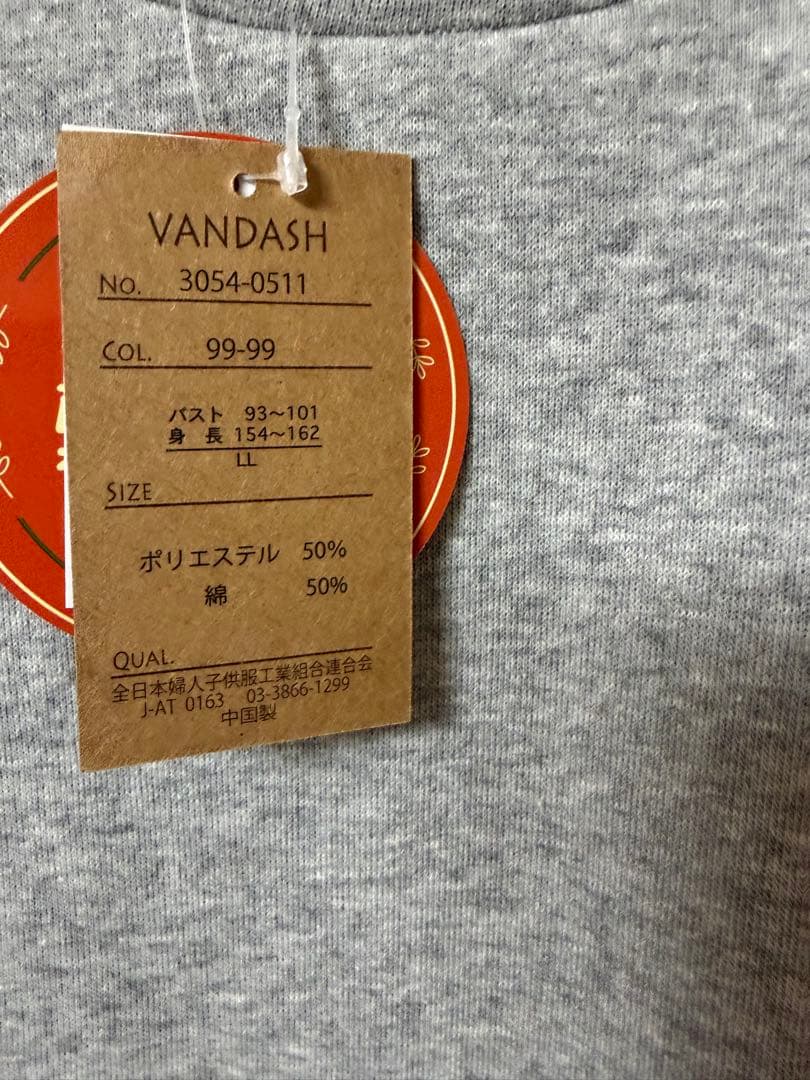 VANDASH
NO. 3054-0511
COL. 99-99
バスト 93〜101
身 長 154〜162
LL
SIZE
ポリエステル 50%
綿 50%
QUAL.
全日本婦人子供服工業組合連合会
J-AT 0163 03-3866-1299
中国製